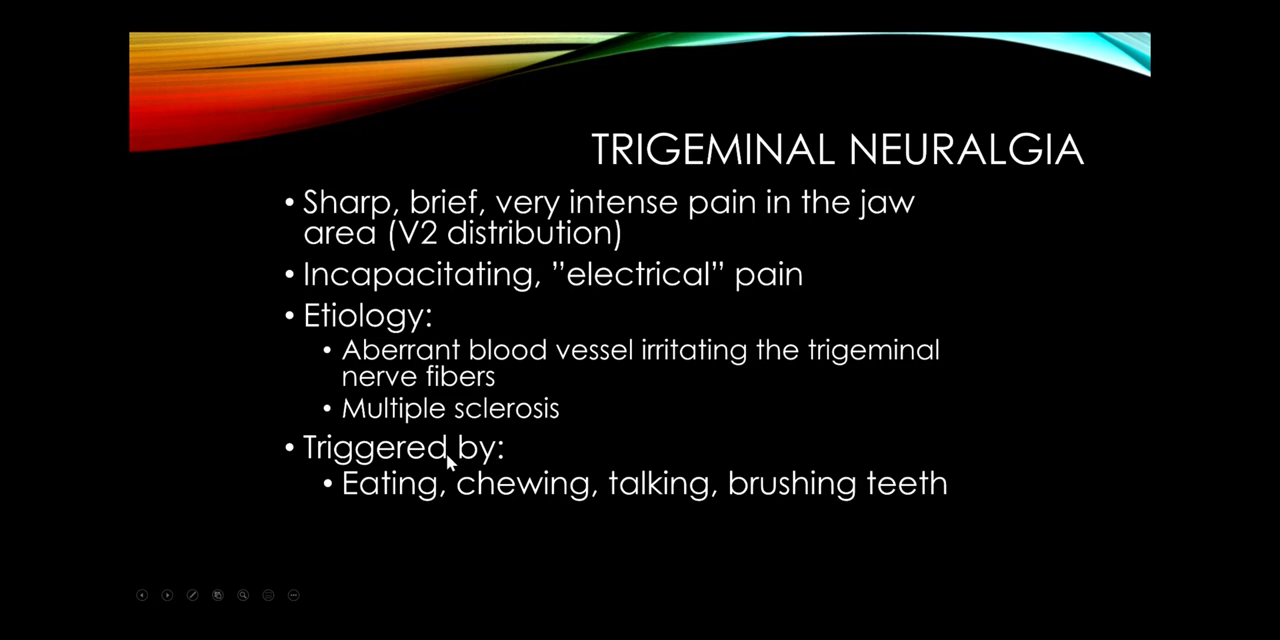 TRIGEMINAL NEURALGIA
• Sharp, brief, very intense pain in the jaw
area (V2 distribution)
• Incapacitating, ”electrical” pain
• Etiology:
• Aberrant blood vessel irritating the trigeminal
nerve fibers
• Multiple sclerosis
• Triggered by:
• Eating, chewing, talking, brushing teeth